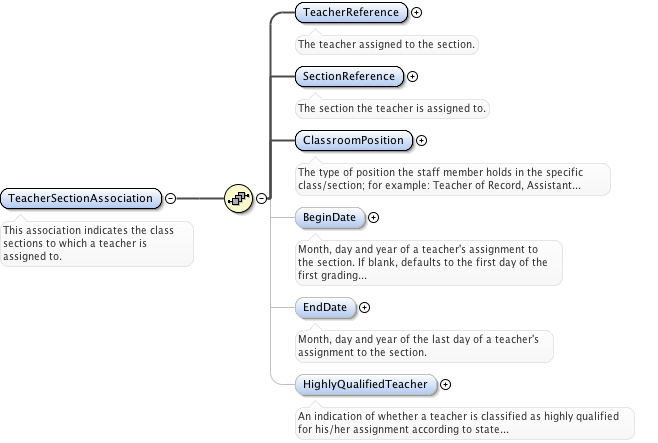 TeacherReference
The teacher assigned to the section.
SectionReference
The section the teacher is assigned to.
ClassroomPosition
The type of position the staff member holds in the specific
class/section; for example: Teacher of Record, Assistant...
TeacherSectionAssociation
This association indicates the class
sections to which a teacher is
assigned to.
BeginDate
Month, day and year of a teacher's assignment to
the section. If blank, defaults to the first day of the
first grading...
EndDate
Month, day and year of the last day of a teacher's
assignment to the section.
HighlyQualifiedTeacher
An indication of whether a teacher is classified as highly qualified
for his/her assignment according to state...